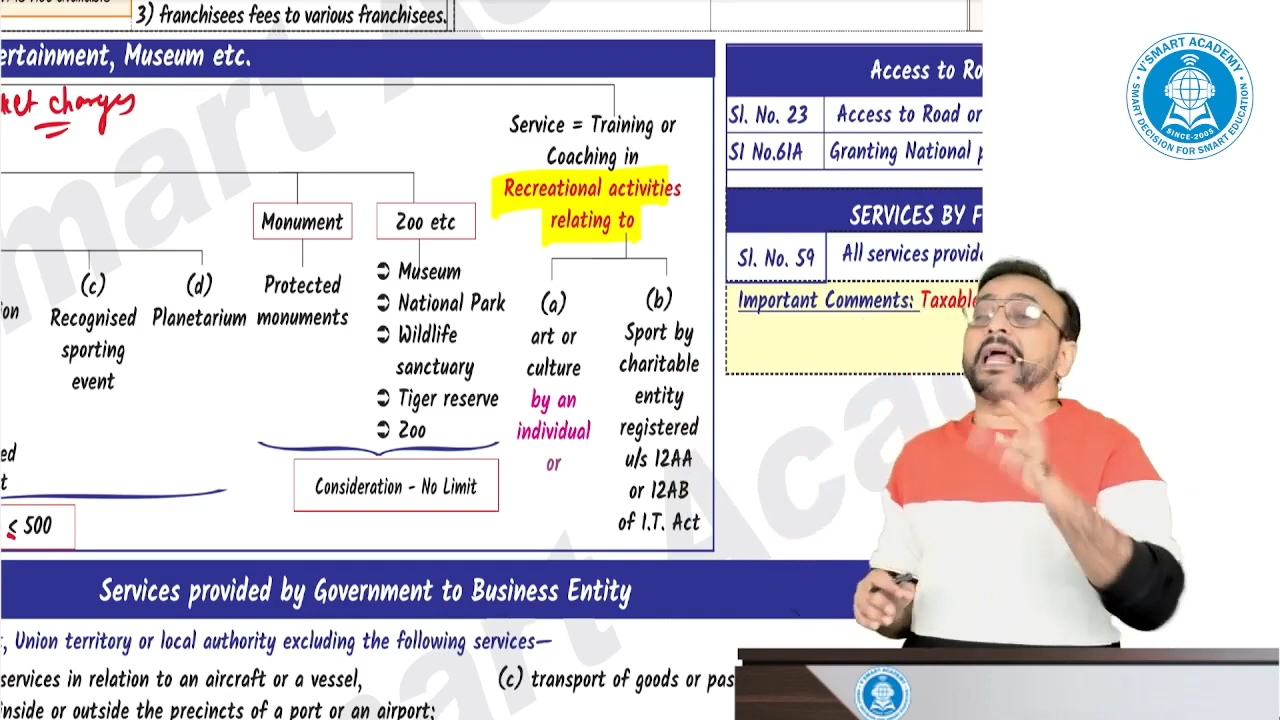 3) franchisees fees to various franchisees.
ertainment, Museum etc.
ket charges
Service = Training or
Coaching in
Recreational activities
relating to
Monument
Zoo etc
(c)
Recognised
sporting
event
(d)
Planetarium
Protected
monuments
➲ Museum
➲ National Park
➲ Wildlife
sanctuary
➲ Tiger reserve
➲ Zoo
(a)
art or
culture
by an
individual
or
(b)
Sport by
charitable
entity
registered
u/s 12AA
or 12AB
of I.T. Act
Consideration - No Limit
≤ 500
Access to Ro
Sl. No. 23
Access to Road or
Sl No.61A
Granting National p
SERVICES BY F
Sl. No. 59
All services provide
Important Comments: Taxable
Services provided by Government to Business Entity
, Union territory or local authority excluding the following services—
services in relation to an aircraft or a vessel,
(c) transport of goods or pas
inside or outside the precincts of a port or an airport;
V'SMART ACADEMY
SINCE-2005
SMART DECISION FOR SMART EDUCATION